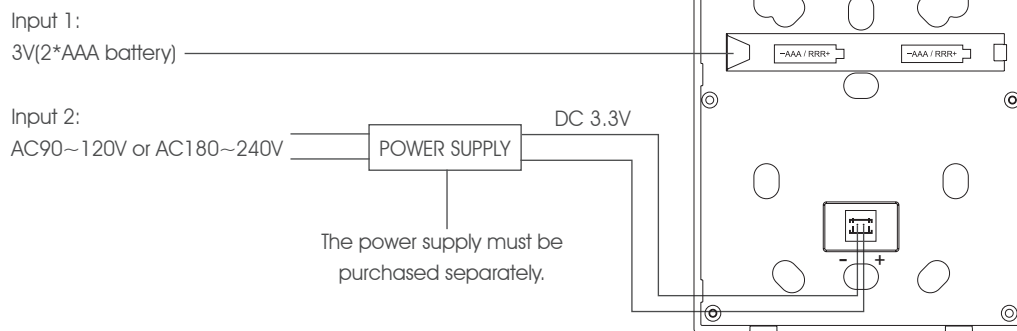 Input 1:
3V(2*AAA battery)
-AAA / RRR+
-AAA / RRR+
Input 2:
AC90~120V or AC180~240V
POWER SUPPLY
DC 3.3V
The power supply must be
purchased separately.
- +